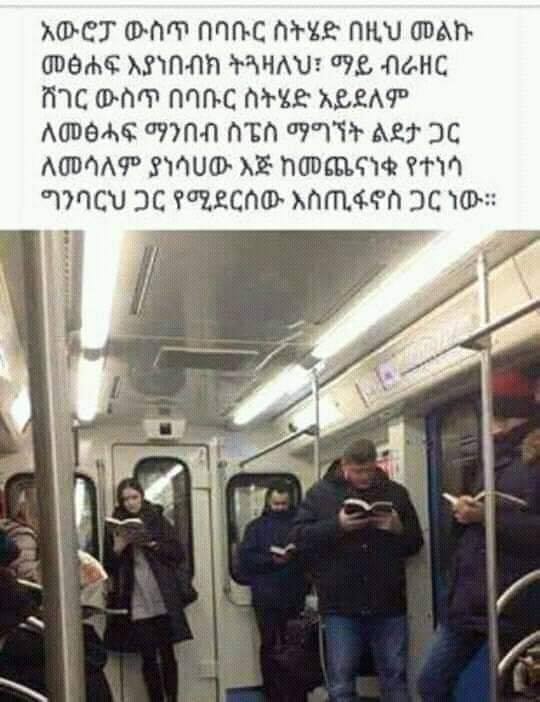 አውሮፓ ውስጥ በባቡር ስትሄድ በዚህ መልኩ
መፅሐፍ እያነበብክ ትጓዛለህ፣ ማይ ብራዘር
ሸገር ውስጥ በባቡር ስትሄድ አይደለም
ለመፅሓፍ ማንበብ ስፔስ ማግኘት ልደታ ጋር
ለመሳለም ያነሳሀው እጅ ከመጨናነቁ የተነሳ
ግንባርህ ጋር የሚደርሰው እስጢፋኖስ ጋር ነው።